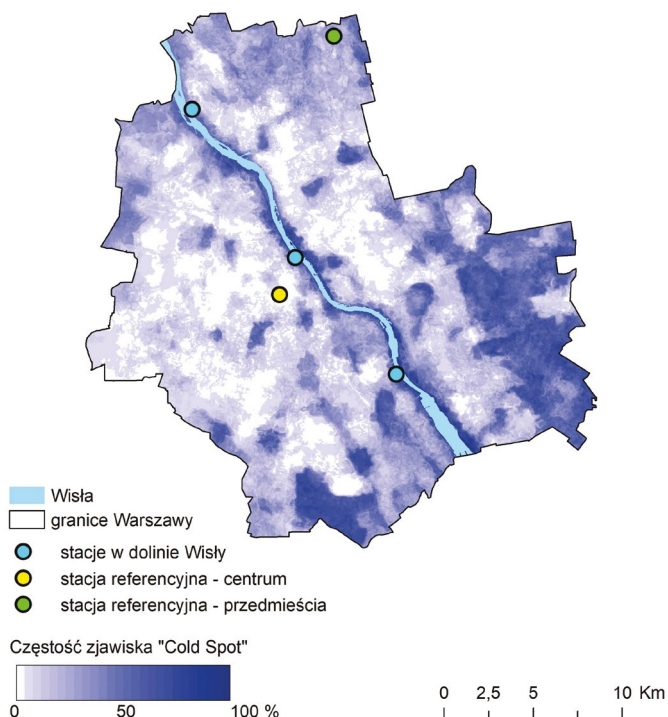 Wisła
granice Warszawy
stacje w dolinie Wisły
stacja referencyjna - centrum
stacja referencyjna - przedmieścia
Częstość zjawiska "Cold Spot"
0 50 100 %
0 2,5 5 10 Km